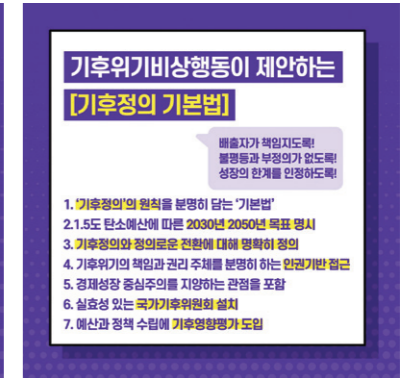 기후위기비상행동이 제안하는
[기후정의 기본법]
배출자가 책임지도록!
불평등과 부정의가 없도록!
성장의 한계를 인정하도록!
1. '기후정의'의 원칙을 분명히 담는 '기본법'
2.1.5도 탄소예산에 따른 2030년 2050년 목표 명시
3. 기후정의와 정의로운 전환에 대해 명확히 정의
4. 기후위기의 책임과 권리 주체를 분명히 하는 인권기반 접근
5. 경제성장 중심주의를 지양하는 관점을 포함
6. 실효성 있는 국가기후위원회 설치
7. 예산과 정책 수립에 기후영향평가 도입